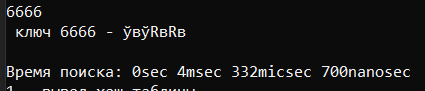 6666
ключ 6666 - ўвўRвRв
Время поиска: 0sec 4msec 332micsec 700nanosec